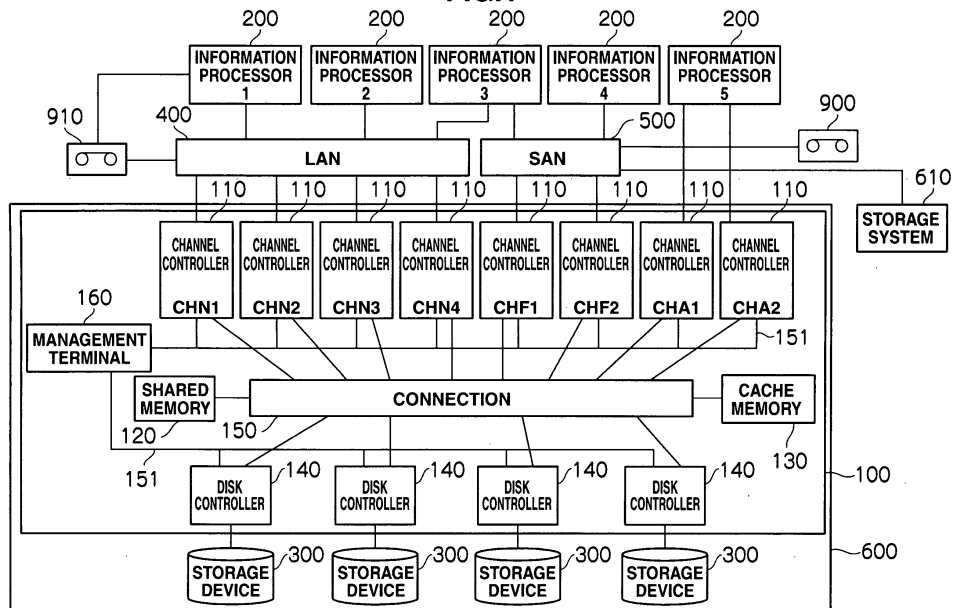 200 200 200 200 200
INFORMATION PROCESSOR 1
INFORMATION PROCESSOR 2
INFORMATION PROCESSOR 3
INFORMATION PROCESSOR 4
INFORMATION PROCESSOR 5
910
400
500
900
LAN
SAN
110 110 110 110 110 110 110 110
610
STORAGE SYSTEM
CHANNEL CONTROLLER CHN1
CHANNEL CONTROLLER CHN2
CHANNEL CONTROLLER CHN3
CHANNEL CONTROLLER CHN4
CHANNEL CONTROLLER CHF1
CHANNEL CONTROLLER CHF2
CHANNEL CONTROLLER CHA1
CHANNEL CONTROLLER CHA2
160
MANAGEMENT TERMINAL
151
SHARED MEMORY
CONNECTION
CACHE MEMORY
120
150
130
151
140 140 140 140
100
DISK CONTROLLER
DISK CONTROLLER
DISK CONTROLLER
DISK CONTROLLER
300 300 300 300
600
STORAGE DEVICE
STORAGE DEVICE
STORAGE DEVICE
STORAGE DEVICE